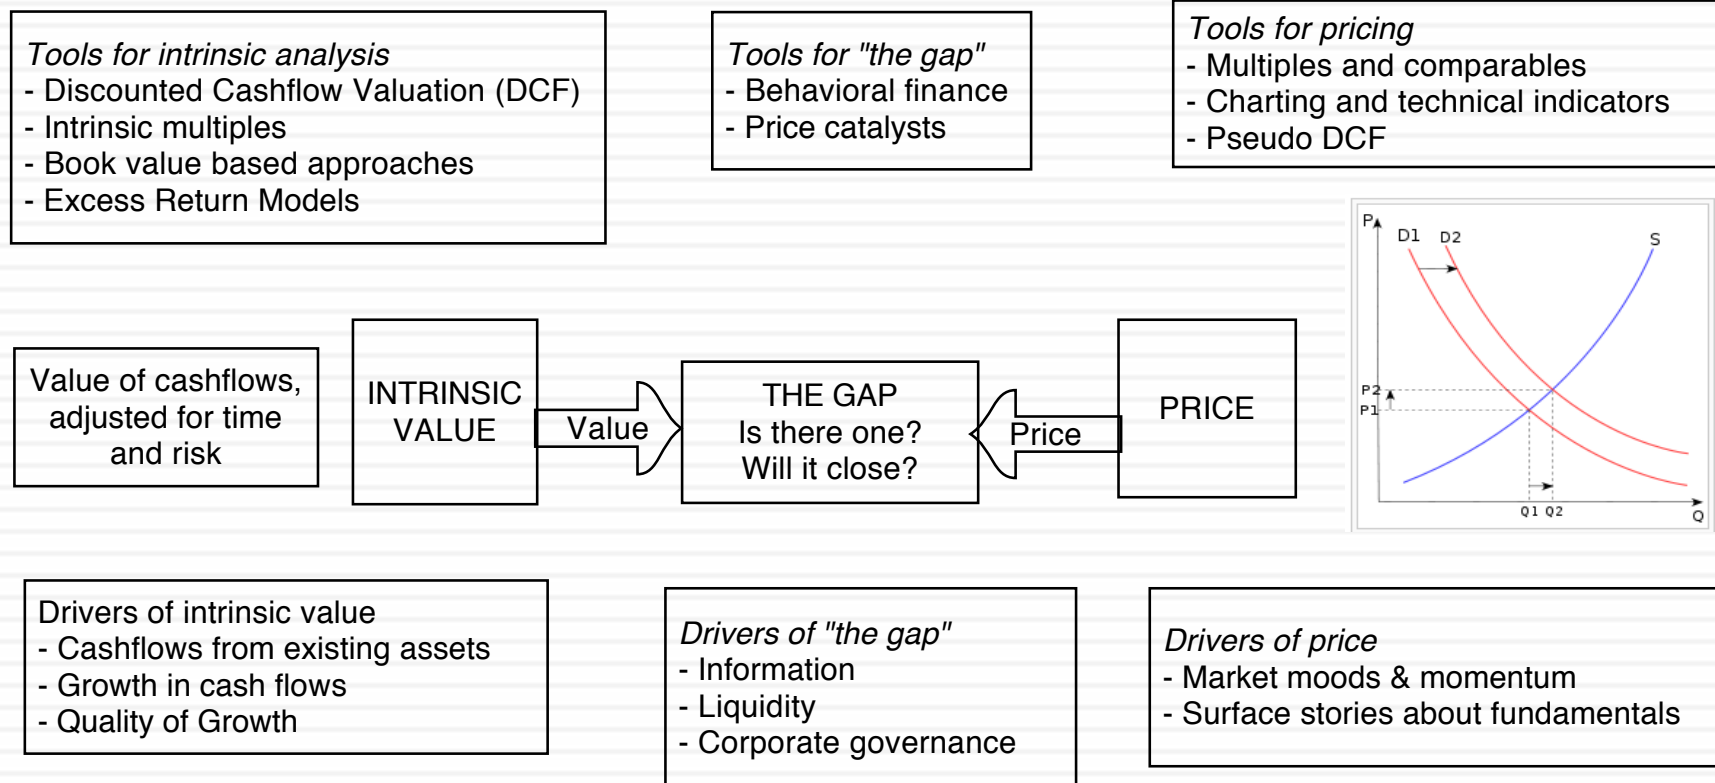 Tools for intrinsic analysis
- Discounted Cashflow Valuation (DCF)
- Intrinsic multiples
- Book value based approaches
- Excess Return Models
Tools for "the gap"
- Behavioral finance
- Price catalysts
Tools for pricing
- Multiples and comparables
- Charting and technical indicators
- Pseudo DCF
Value of cashflows,
adjusted for time
and risk
INTRINSIC
VALUE
Value
THE GAP
Is there one?
Will it close?
Price
PRICE
P
D1
D2
S
P2
P1
Q1
Q2
Q
Drivers of intrinsic value
- Cashflows from existing assets
- Growth in cash flows
- Quality of Growth
Drivers of "the gap"
- Information
- Liquidity
- Corporate governance
Drivers of price
- Market moods & momentum
- Surface stories about fundamentals